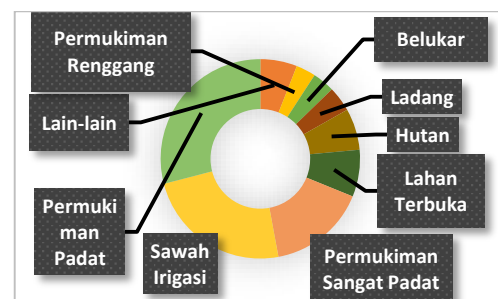 Permukiman
Renggang
Belukar
Lain-lain
Ladang
Hutan
Lahan
Terbuka
Permuki
man
Padat
Sawah
Irigasi
Permukiman
Sangat Padat